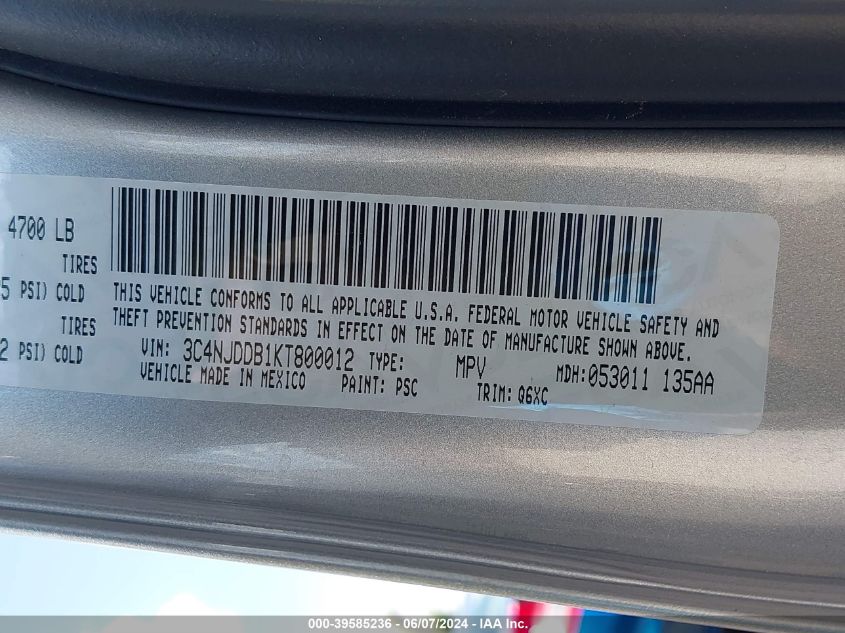 4700 LB
TIRES
5 PSI) COLD
TIRES
2 PSI) COLD
THIS VEHICLE CONFORMS TO ALL APPLICABLE U.S.A. FEDERAL MOTOR VEHICLE SAFETY AND
THEFT PREVENTION STANDARDS IN EFFECT ON THE DATE OF MANUFACTURE SHOWN ABOVE.
VIN: 3C4NJDDB1KT800012 TYPE: MPV MDH:053011 135AA
VEHICLE MADE IN MEXICO PAINT: PSC TRIM: Q6XC
000-39585236 - 06/07/2024 - IAA Inc.